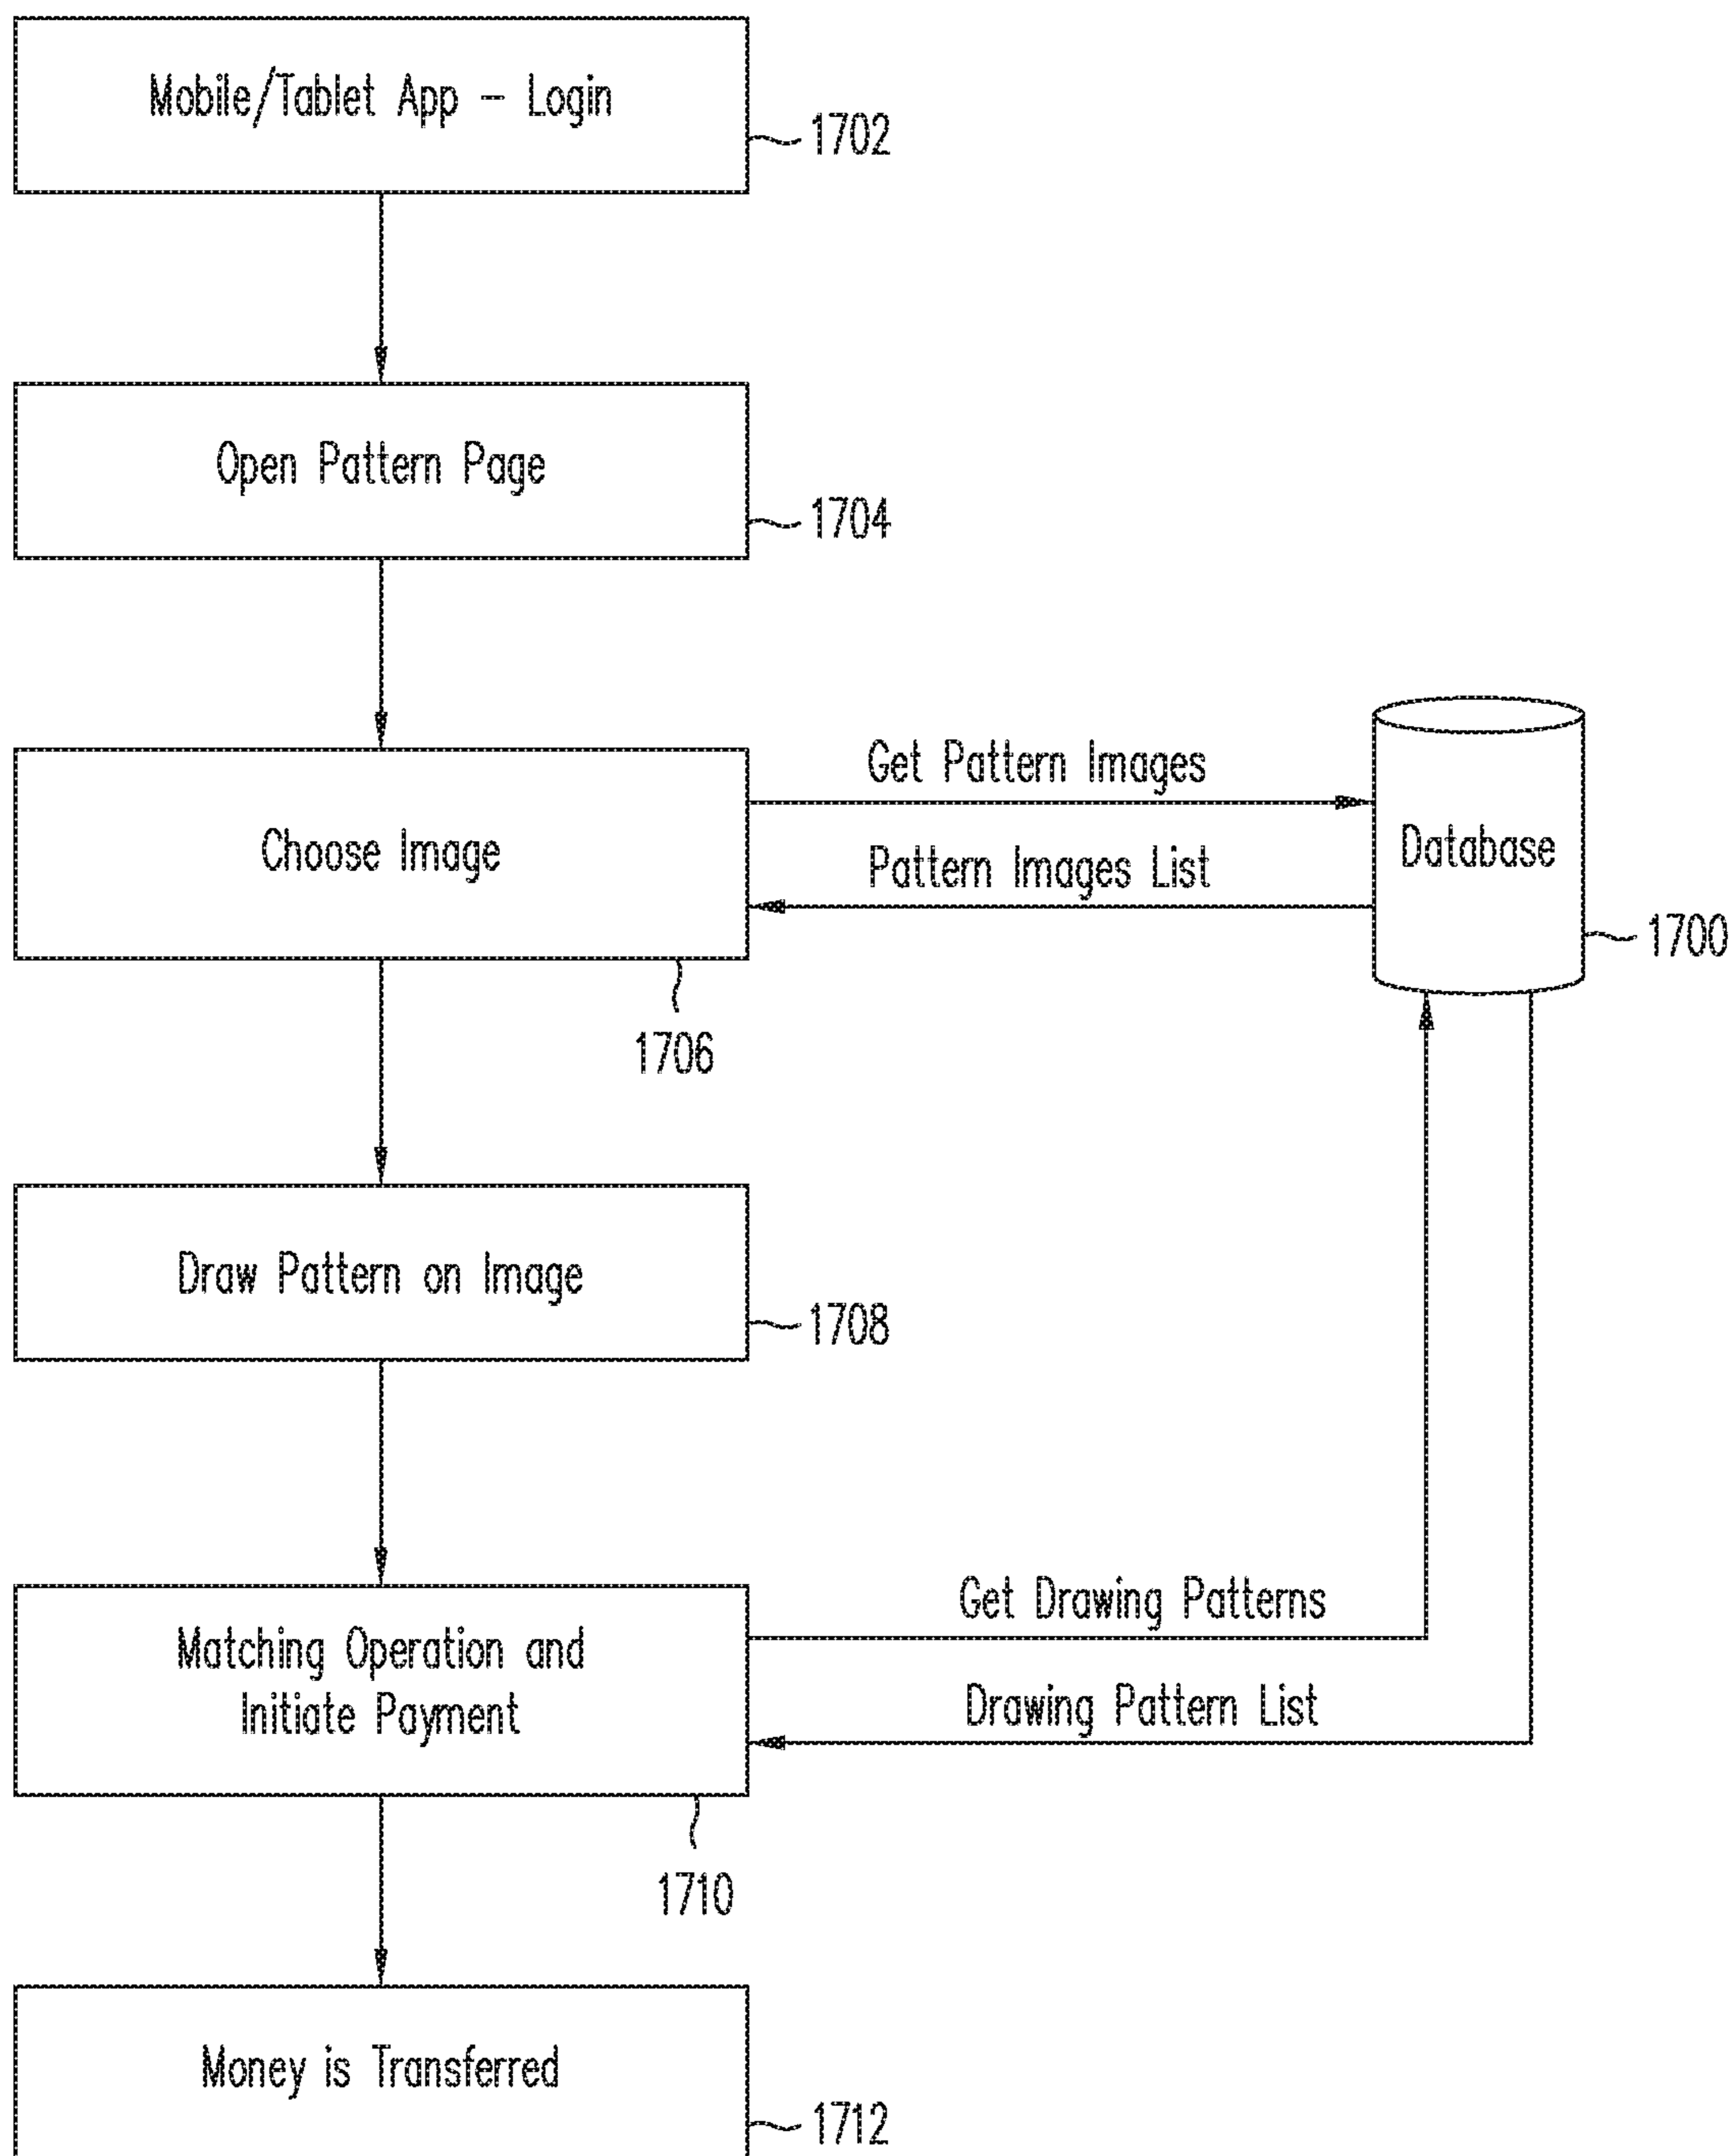 Mobile/Tablet App – Login
1702
Open Pattern Page
1704
Get Pattern Images
Choose Image
Pattern Images List
Database
1700
1706
Draw Pattern on Image
1708
Matching Operation and
Initiate Payment
Get Drawing Patterns
Drawing Pattern List
1710
Money is Transferred
1712